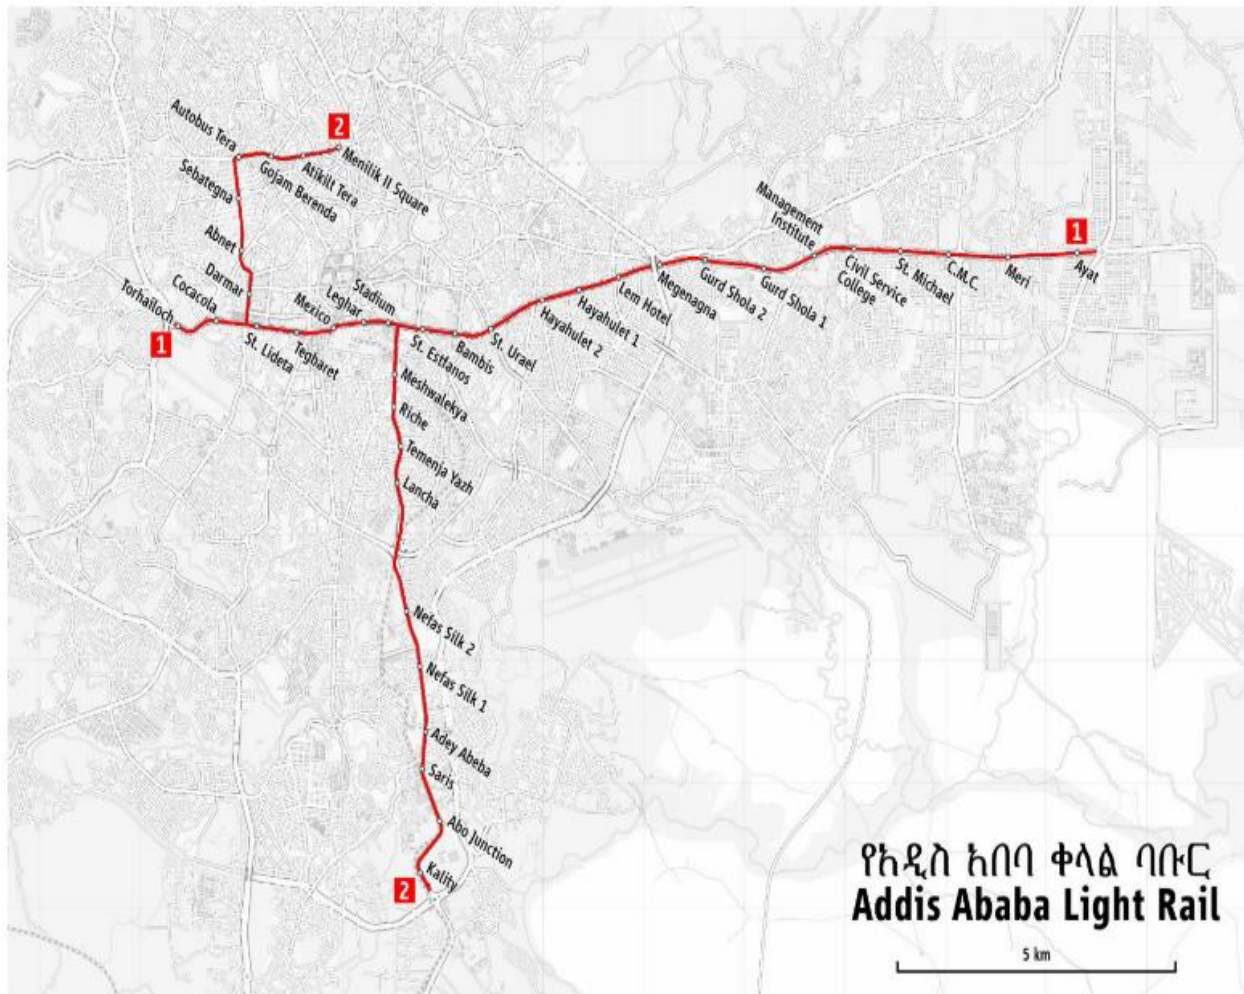 2
Autobus Tera
Gojam Berenda
Atikilt Tera
Menilik II Square
Sebategna
Abnet
Darmar
Cocacola
Torhailoch
1
St. Lideta
Tegbaret
Mexico
Leghar
Stadium
St. Estfanos
Bambis
St. Urael
Hayahulet 2
Hayahulet 1
Lem Hotel
Megenagna
Gurd Shola 2
Gurd Shola 1
Management
Institute
Civil Service
College
St. Michael
C.M.C.
Meri
1
Ayat
Meshwalekya
Riche
Temenja Yazh
Lancha
Nefas Silk 2
Nefas Silk 1
Adey Abeba
Saris
Abo Junction
Kality
2
የአዲስ አበባ ቀላል ባቡር
Addis Ababa Light Rail
5 km